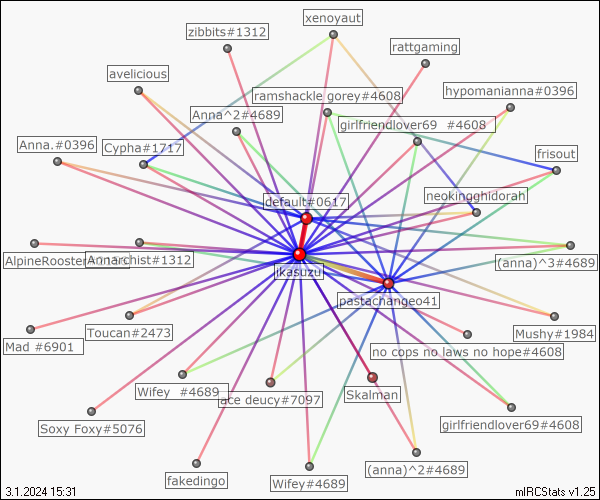 xenoyaut
zibbits#1312
rattgaming
avelicious
hypomanianna#0396
ramshackle gorey#4608
Anna^2#4689
girlfriendlover69 #4608
Anna.#0396
Cypha#1717
frisout
neokingghidorah
default#0617
AlpineRooster
Annarchist#1312
(anna)^3#4689
jkasuzu
pastachangeo41
Toucan#2473
Mushy#1984
Mad #6901
no cops no laws no hope#4608
Wifey #4689
ace deucy#7097
Skalman
Soxy Foxy#5076
girlfriendlover69#4608
fakedingo
Wifey#4689
(anna)^2#4689
3.1.2024 15:31
mIRCStats v1.25